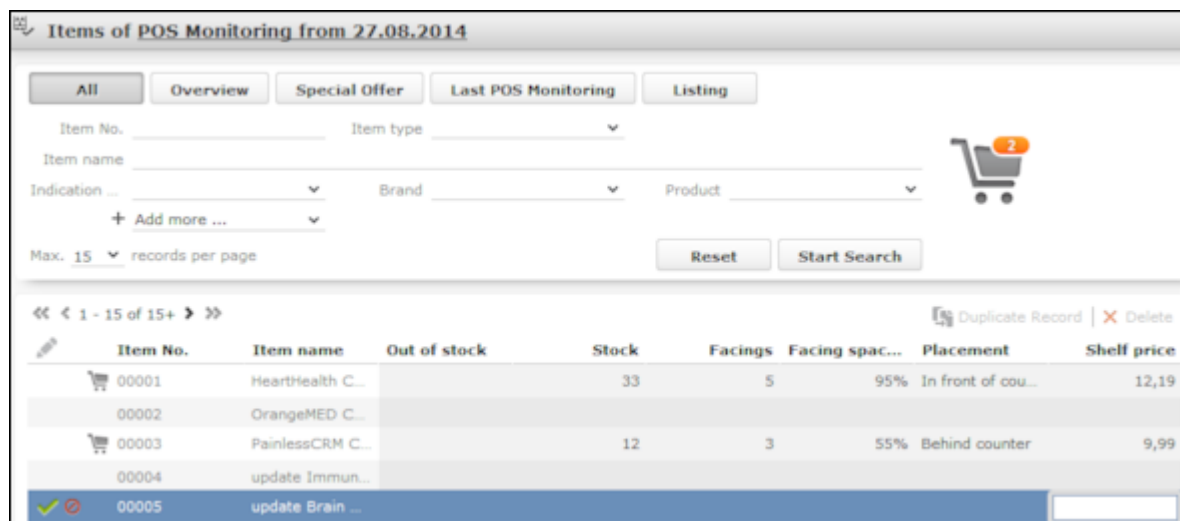 Items of POS Monitoring from 27.08.2014
All Overview Special Offer Last POS Monitoring Listing
Item No. Item type
Item name
2
Indication ... Brand Product
+ Add more ...
Max. 15 records per page Reset Start Search
1 - 15 of 15+ Duplicate Record | Delete
Item No. Item name Out of stock Stock Facings Facing spac... Placement Shelf price
00001 HeartHealth C... 33 5 95% In front of cou... 12,19
00002 OrangeMED C...
00003 PainlessCRM C... 12 3 55% Behind counter 9,99
00004 update Immun...
00005 update Brain ...